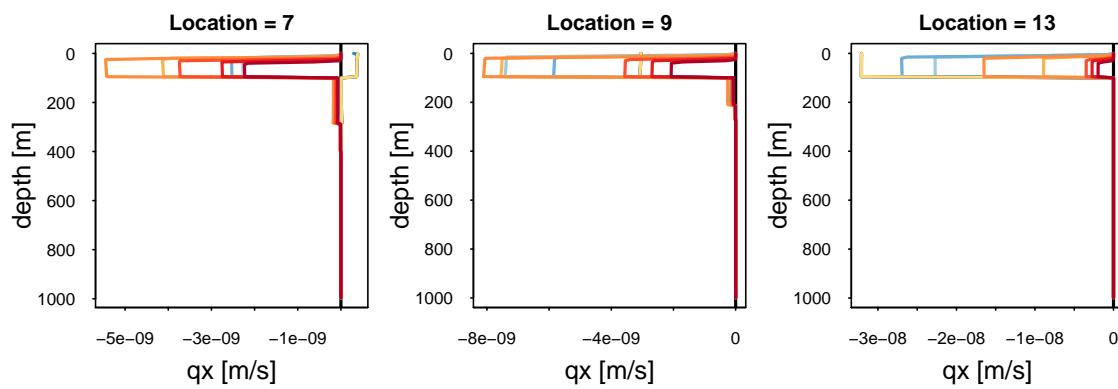 Location = 7
0
200
400
600
800
1000
depth [m]
−5e−09
−3e−09
−1e−09
qx [m/s]
Location = 9
0
200
400
600
800
1000
depth [m]
−8e−09
−4e−09
0
qx [m/s]
Location = 13
0
200
400
600
800
1000
depth [m]
−3e−08
−2e−08
−1e−08
0
qx [m/s]